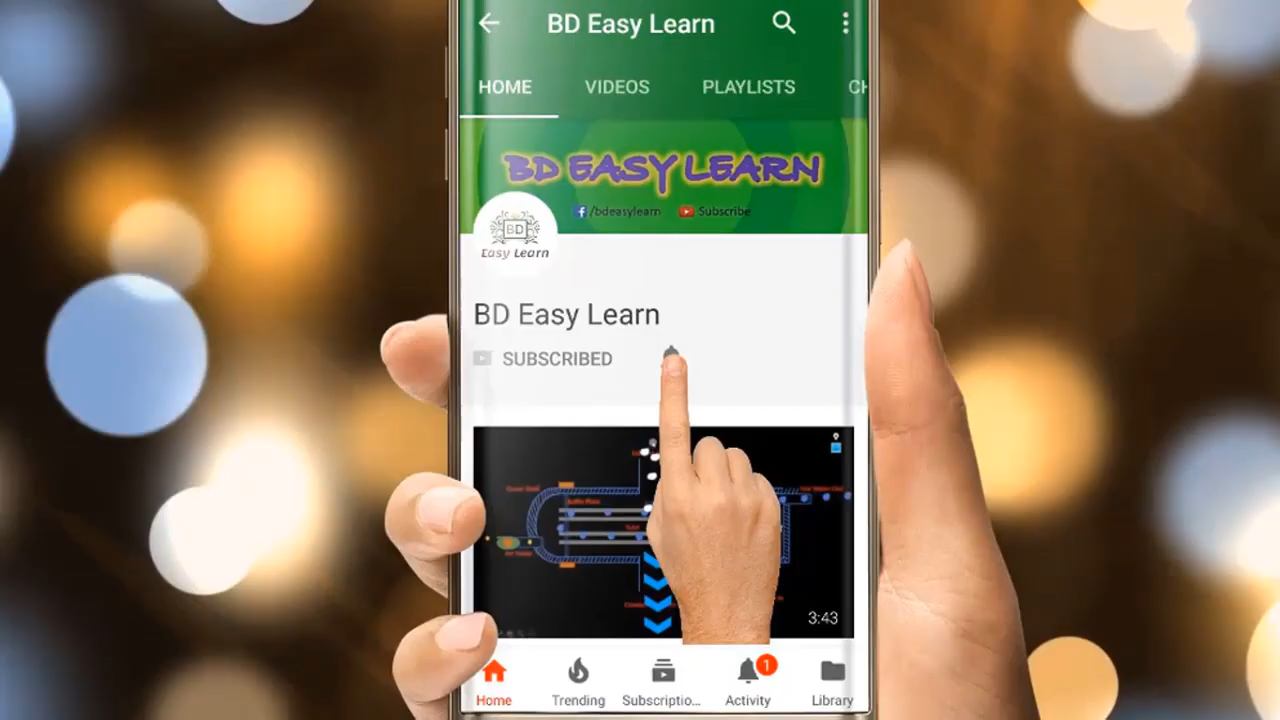 BD Easy Learn
HOME VIDEOS PLAYLISTS CH
BD EASY LEARN
/bdeasylearn Subscribe
BD
Easy Learn
BD Easy Learn
SUBSCRIBED
3:43
1
Home Trending Subscriptio... Activity Library